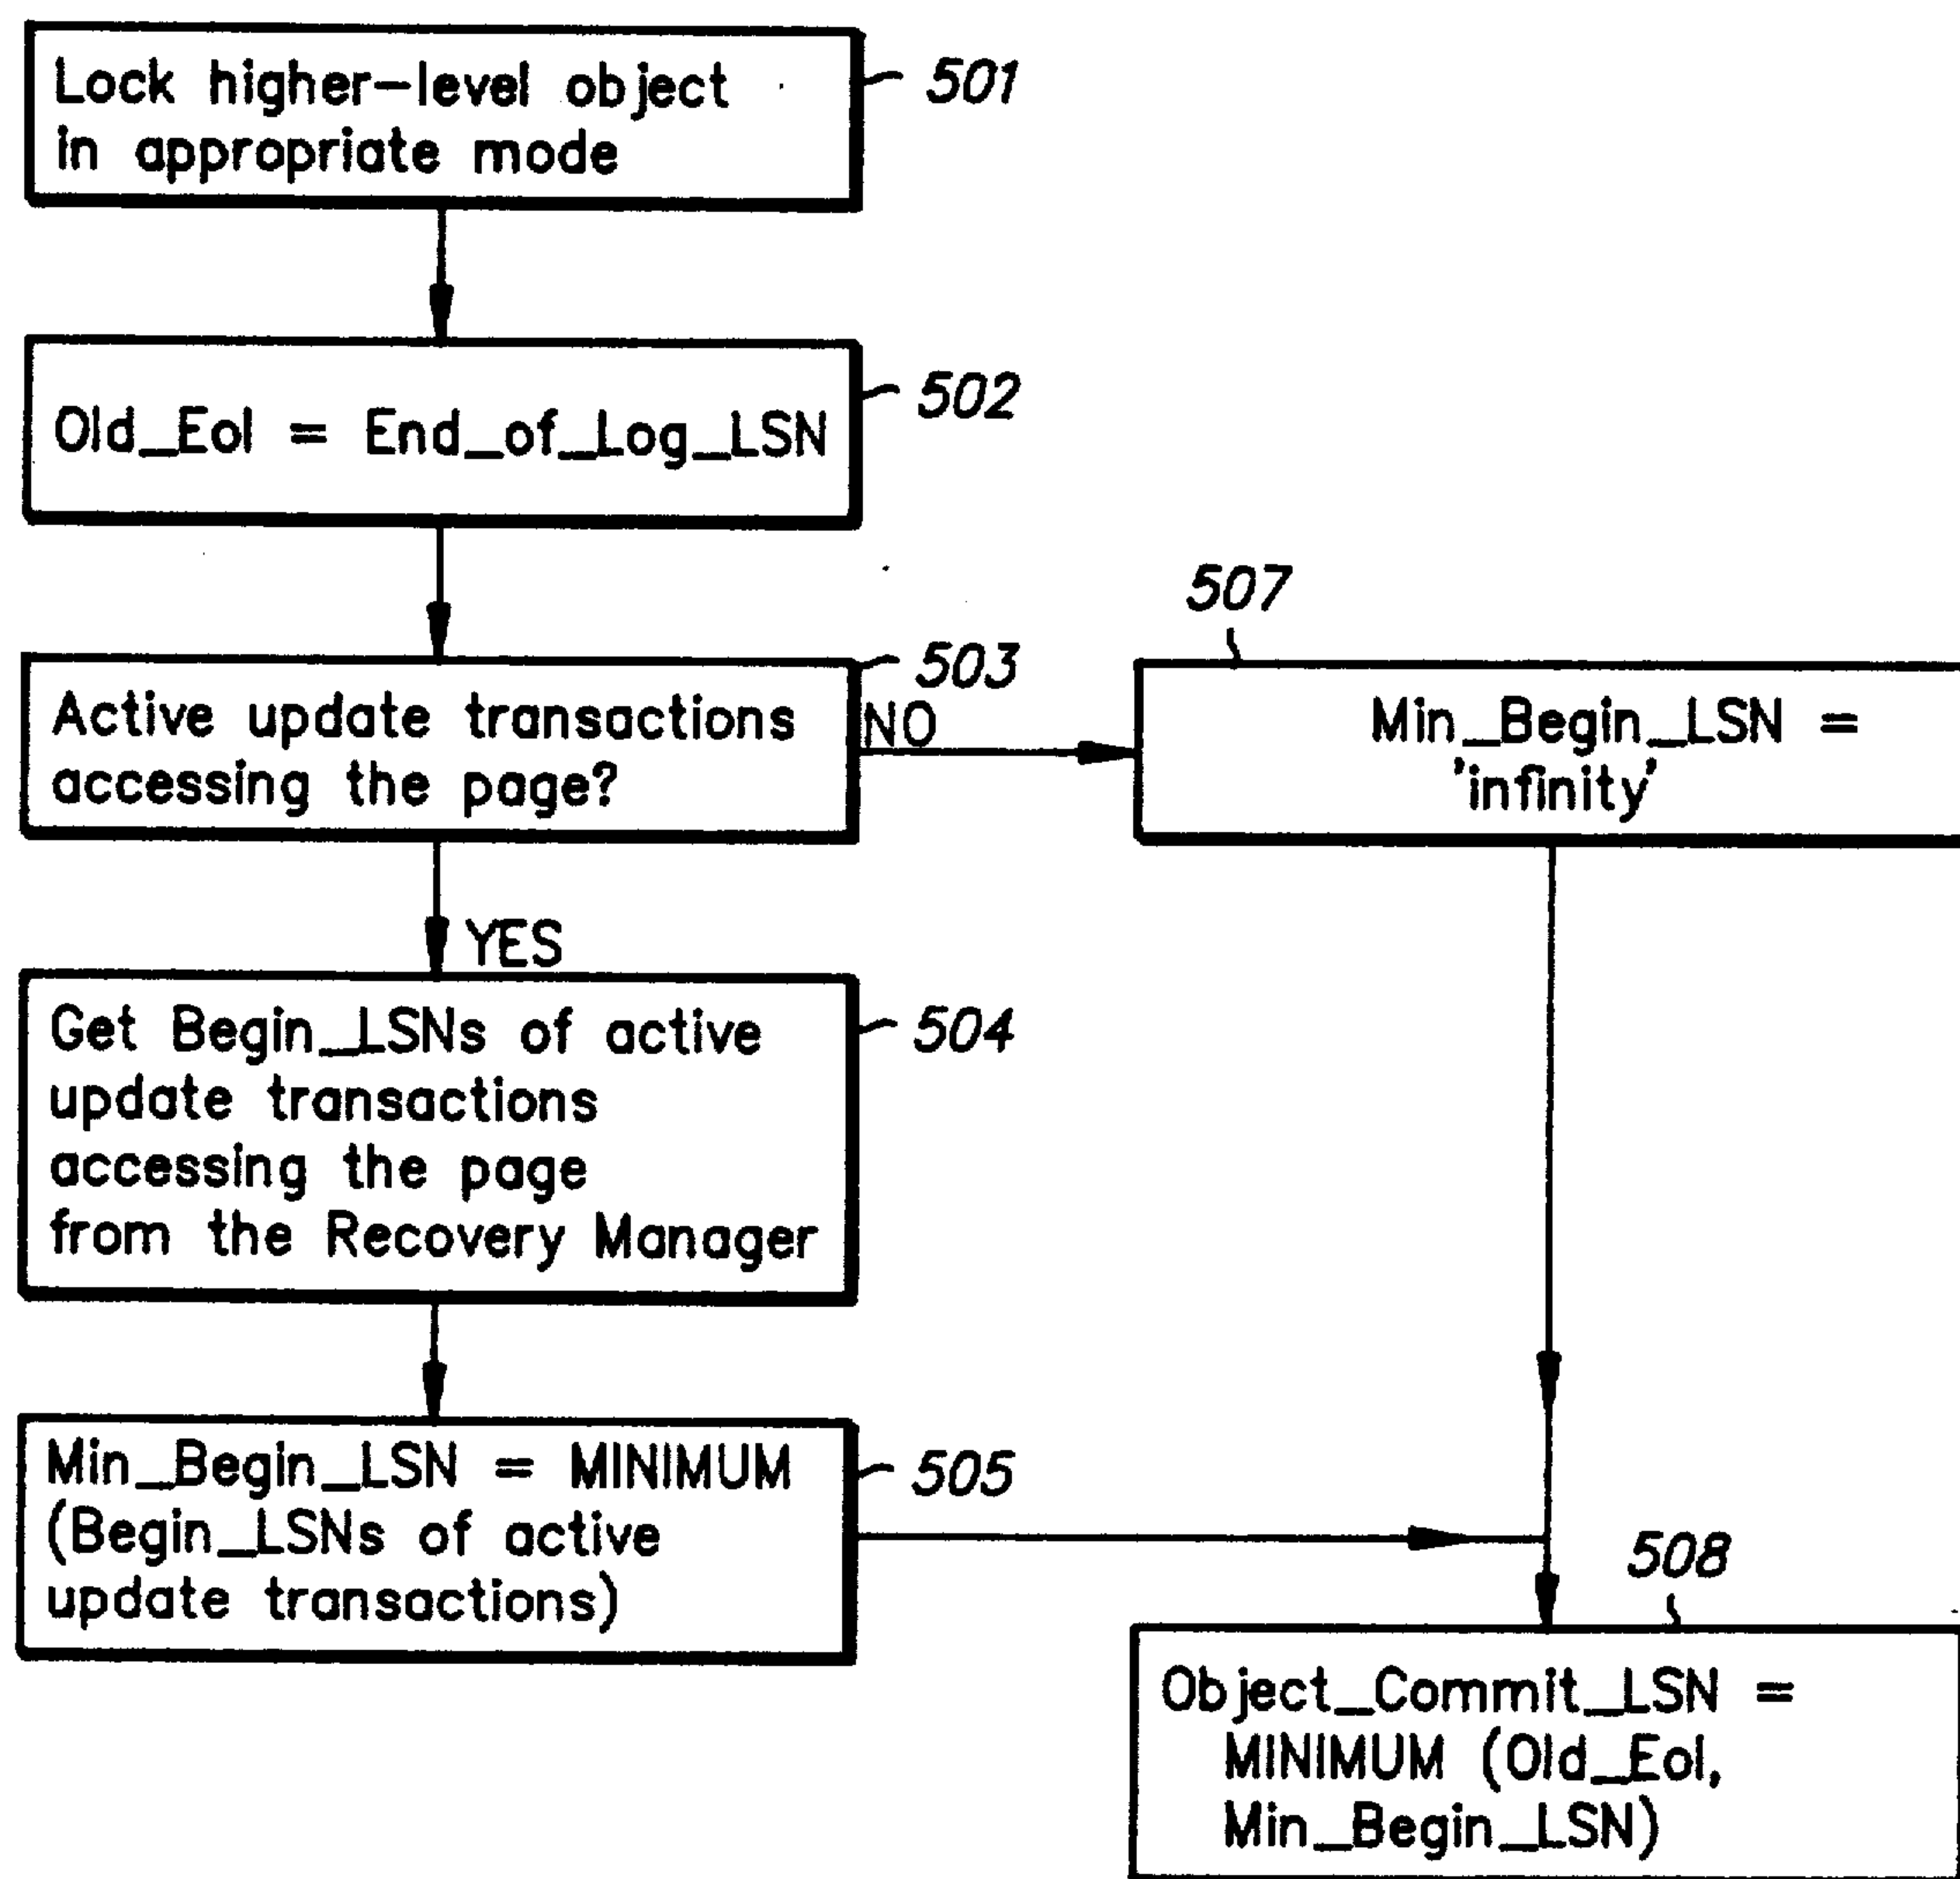 Lock higher-level object
in appropriate mode
501
Old_Eol = End_of_Log_LSN
502
Active update transactions
accessing the page?
503
NO
507
Min_Begin_LSN =
'infinity'
YES
Get Begin_LSNs of active
update transactions
accessing the page
from the Recovery Manager
504
Min_Begin_LSN = MINIMUM
(Begin_LSNs of active
update transactions)
505
508
Object_Commit_LSN =
MINIMUM (Old_Eol,
Min_Begin_LSN)